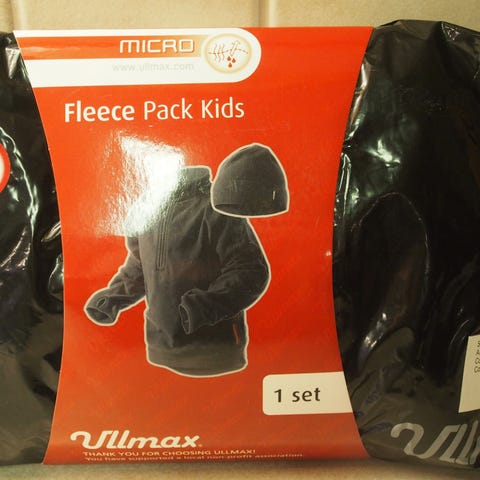 MICRO
www.ullmax.com
Fleece Pack Kids
1 set
Ullmax
THANK YOU FOR CHOOSING ULLMAX!
You have supported a local non-profit association.